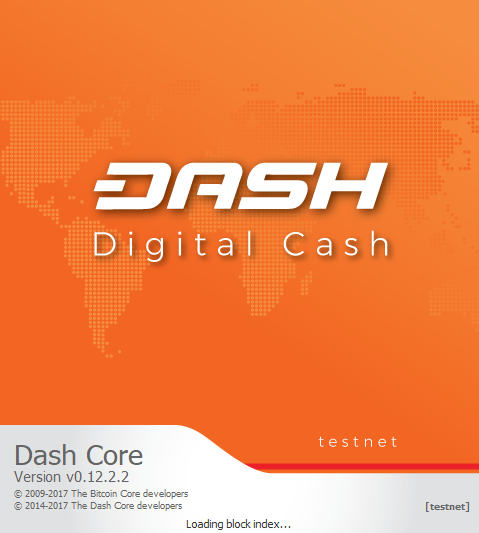 DASH
Digital Cash
testnet
Dash Core
Version v0.12.2.2
© 2009-2017 The Bitcoin Core developers
© 2014-2017 The Dash Core developers
[testnet]
Loading block index...